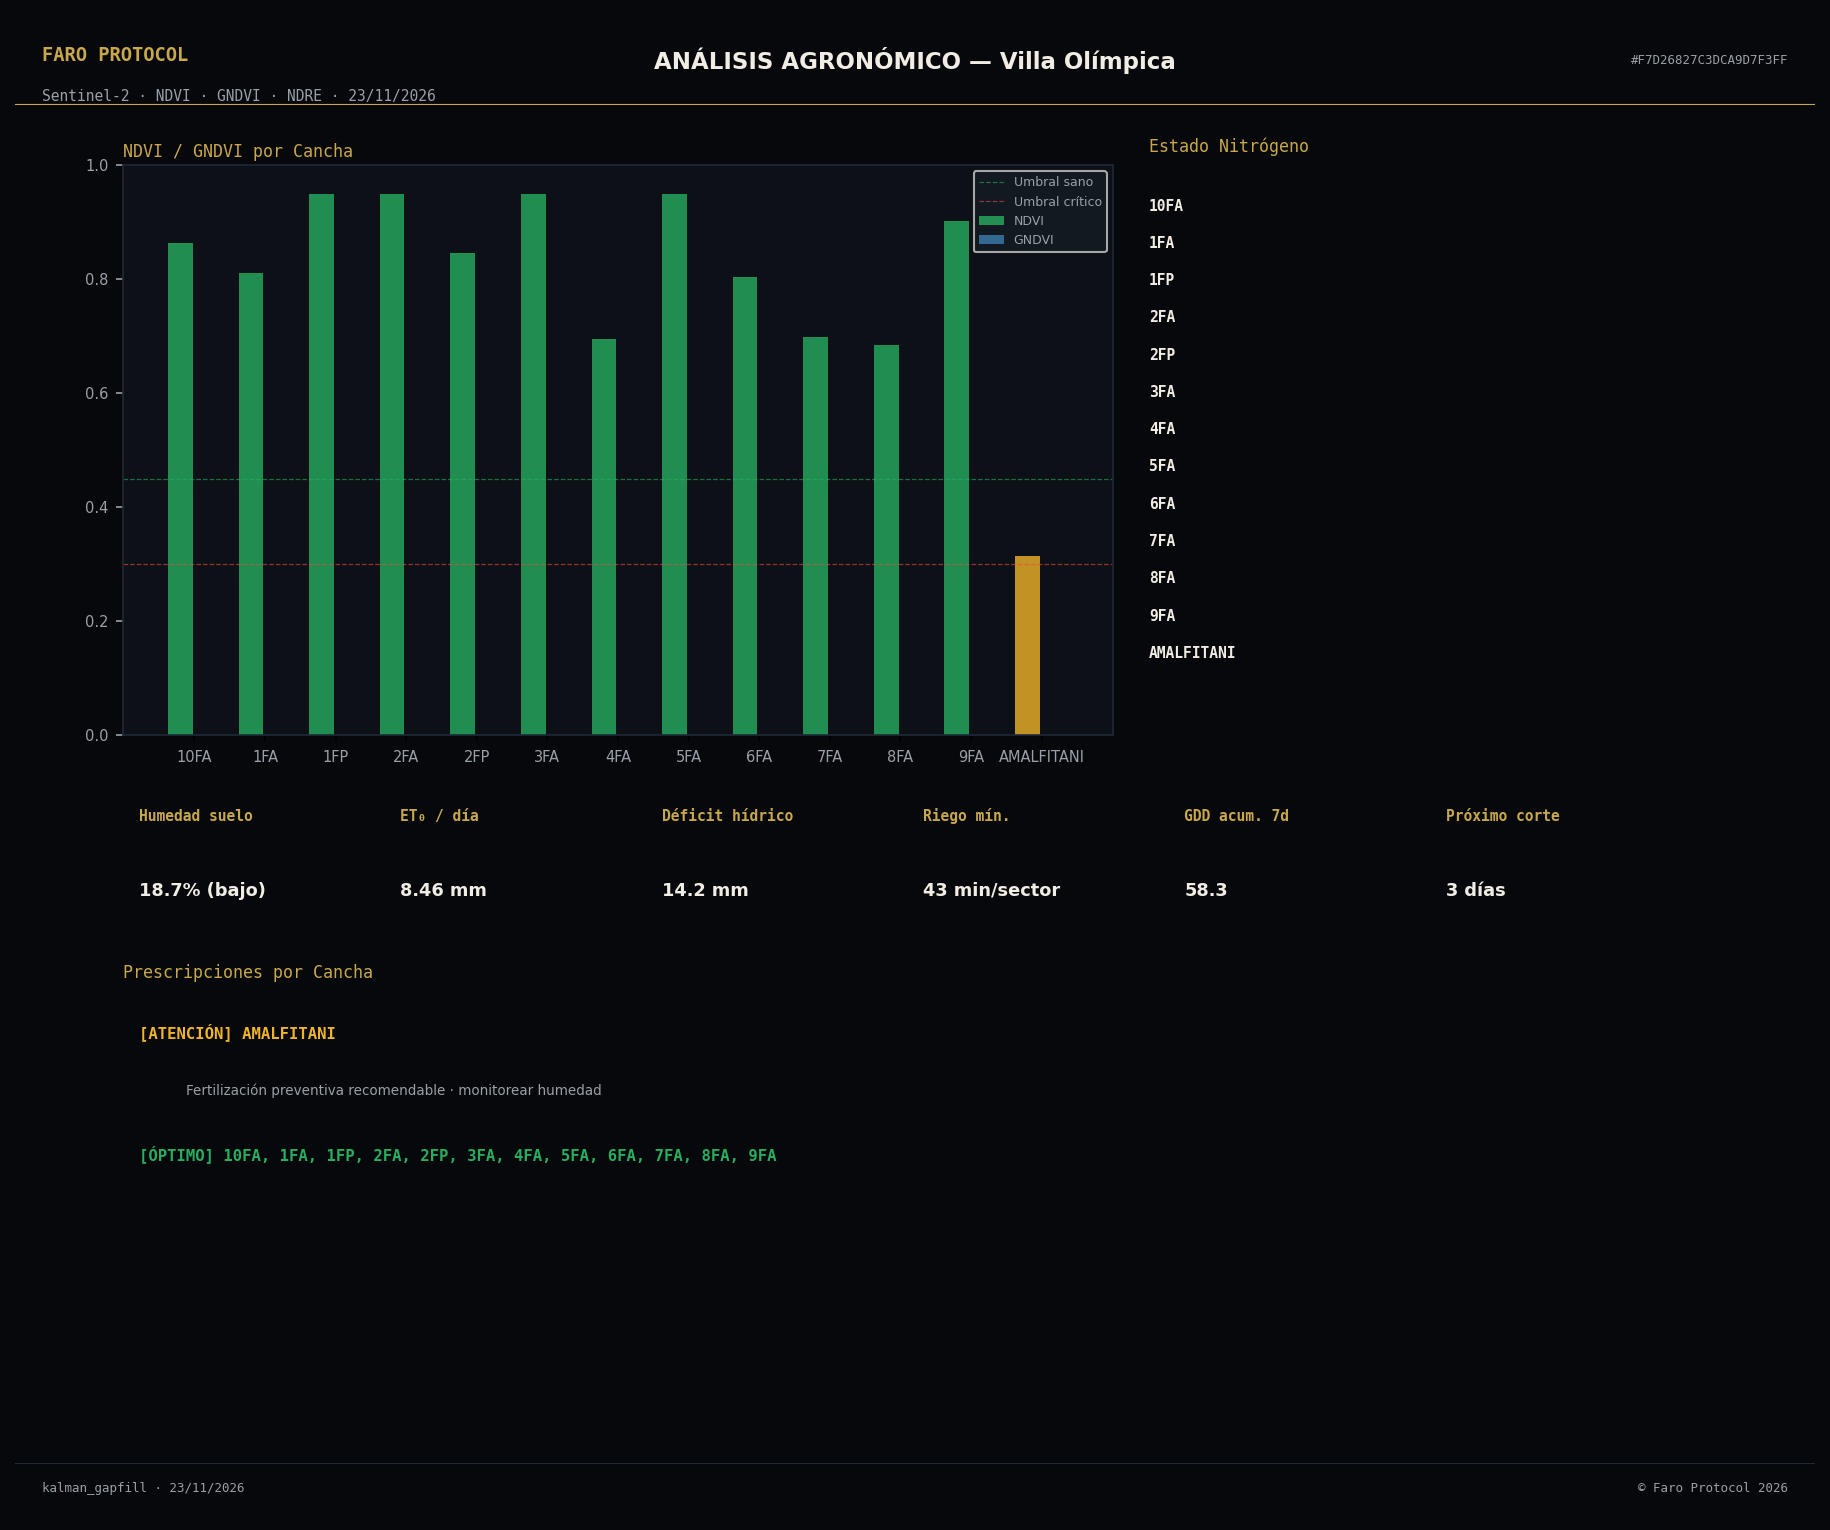 FARO PROTOCOL
ANÁLISIS AGRONÓMICO — Villa Olímpica
#F7D26827C3DCA9D7F3FF
Sentinel-2 · NDVI · GNDVI · NDRE · 23/11/2026
NDVI / GNDVI por Cancha
1.0
0.8
0.6
0.4
0.2
0.0
Umbral sano
Umbral crítico
NDVI
GNDVI
10FA 1FA 1FP 2FA 2FP 3FA 4FA 5FA 6FA 7FA 8FA 9FA AMALFITANI
Estado Nitrógeno
10FA
1FA
1FP
2FA
2FP
3FA
4FA
5FA
6FA
7FA
8FA
9FA
AMALFITANI
Humedad suelo ET₀ / día Déficit hídrico Riego mín. GDD acum. 7d Próximo corte
18.7% (bajo) 8.46 mm 14.2 mm 43 min/sector 58.3 3 días
Prescripciones por Cancha
[ATENCIÓN] AMALFITANI
Fertilización preventiva recomendable · monitorear humedad
[ÓPTIMO] 10FA, 1FA, 1FP, 2FA, 2FP, 3FA, 4FA, 5FA, 6FA, 7FA, 8FA, 9FA
kalman_gapfill · 23/11/2026
© Faro Protocol 2026